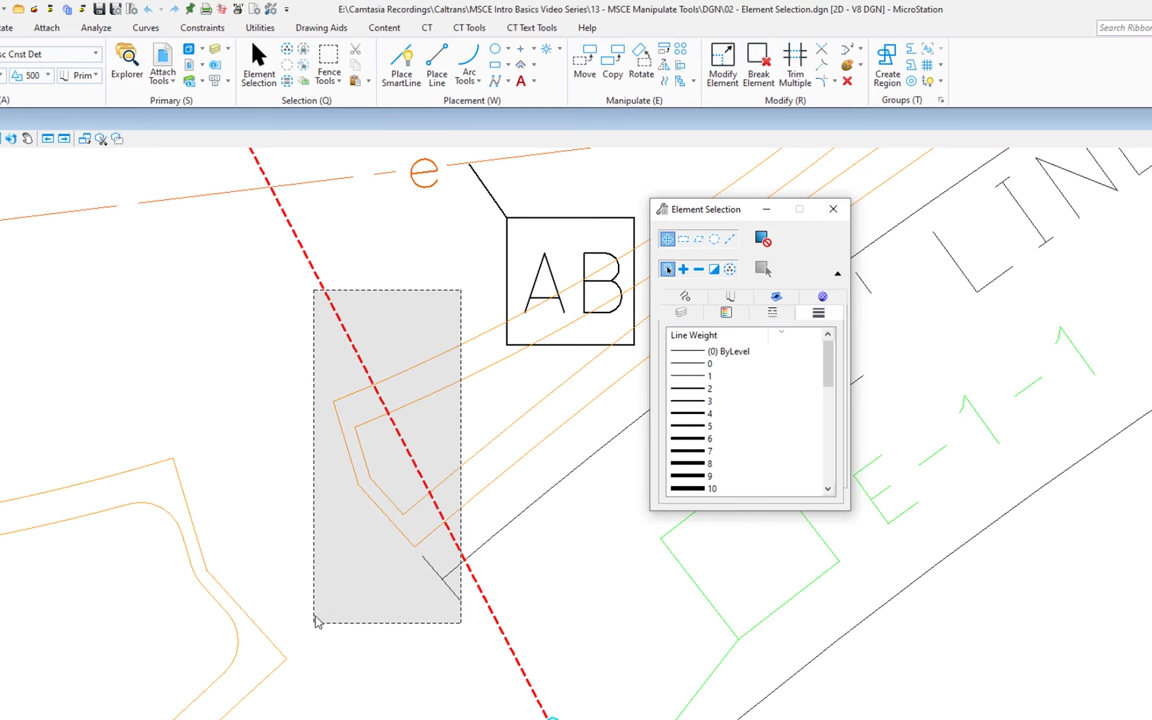 E:\Camtasia Recordings\Caltrans\MSCE Intro Basics Video Series\13 - MSCE Manipulate Tools\DGN\02 - Element Selection.dgn [2D - V8 DGN] - MicroStation
Attach Analyze Curves Constraints Utilities Drawing Aids Content CT CT Tools CT Text Tools Help
Search Ribbon
sc Cnst Det
500 Prim
Explorer Attach Tools
Element Selection Fence Tools
Place SmartLine Place Line Arc Tools
Move Copy Rotate
Modify Element Break Element Trim Multiple
Create Region
Primary (S) Selection (Q) Placement (W) Manipulate (E) Modify (R) Groups (T)
e
AB
LIN
E-1-1
Element Selection
Line Weight
(0) ByLevel
0
1
2
3
4
5
6
7
8
9
10